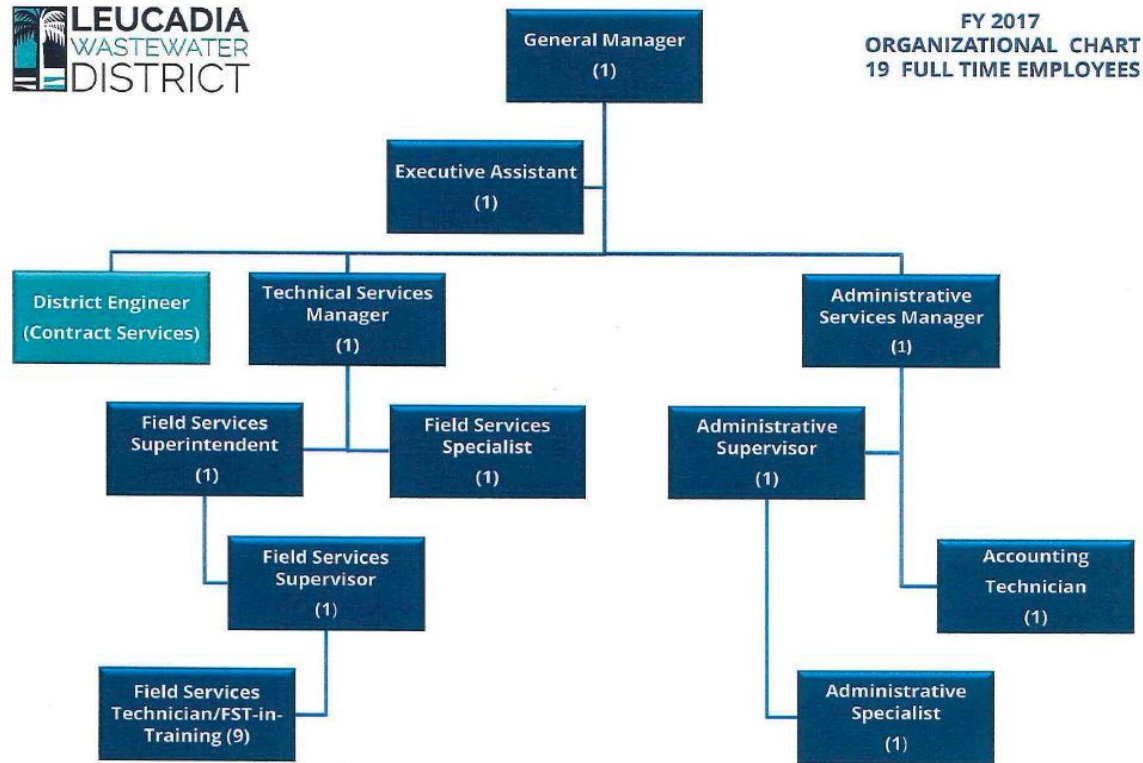 LEUCADIA
WASTEWATER
DISTRICT
FY 2017
ORGANIZATIONAL CHART
19 FULL TIME EMPLOYEES
General Manager
(1)
Executive Assistant
(1)
District Engineer
(Contract Services)
Technical Services
Manager
(1)
Administrative
Services Manager
(1)
Field Services
Superintendent
(1)
Field Services
Specialist
(1)
Administrative
Supervisor
(1)
Field Services
Supervisor
(1)
Accounting
Technician
(1)
Field Services
Technician/FST-in-
Training (9)
Administrative
Specialist
(1)